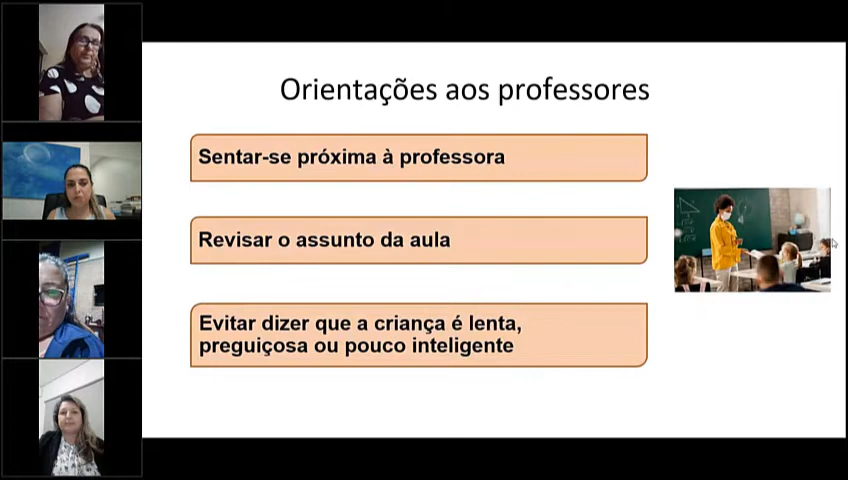 Orientações aos professores
Sentar-se próxima à professora
Revisar o assunto da aula
Evitar dizer que a criança é lenta,
preguiçosa ou pouco inteligente